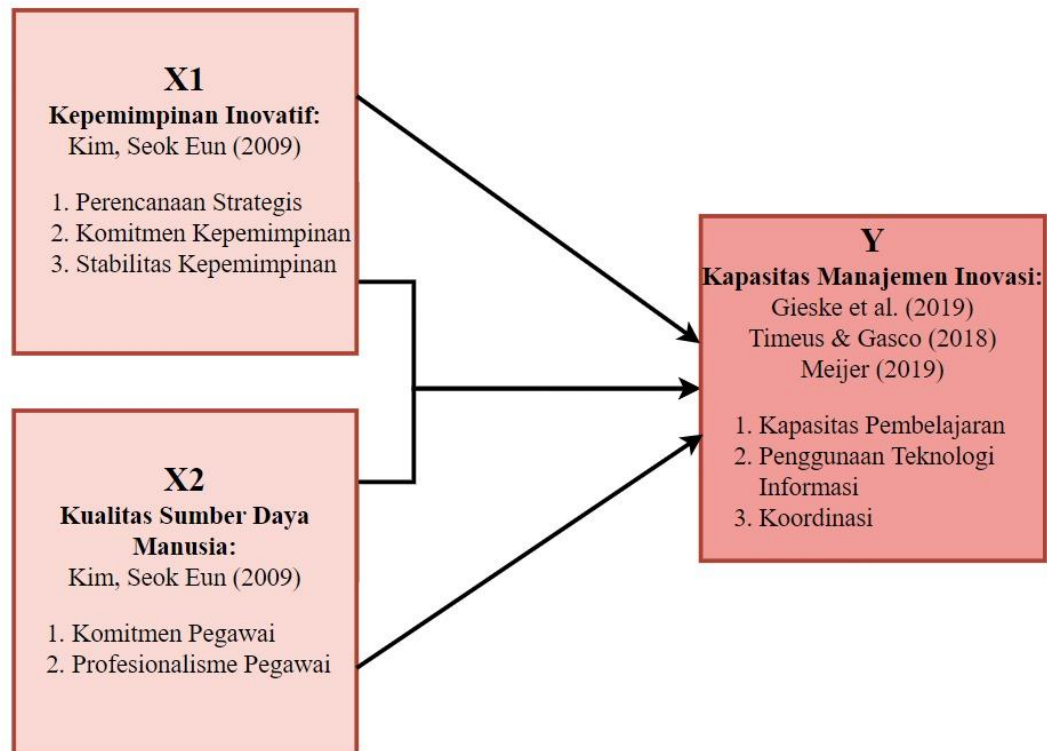 X1
Kepemimpinan Inovatif:
Kim, Seok Eun (2009)
1. Perencanaan Strategis
2. Komitmen Kepemimpinan
3. Stabilitas Kepemimpinan
X2
Kualitas Sumber Daya
Manusia:
Kim, Seok Eun (2009)
1. Komitmen Pegawai
2. Profesionalisme Pegawai
Y
Kapasitas Manajemen Inovasi:
Gieske et al. (2019)
Timeus & Gasco (2018)
Meijer (2019)
1. Kapasitas Pembelajaran
2. Penggunaan Teknologi
Informasi
3. Koordinasi